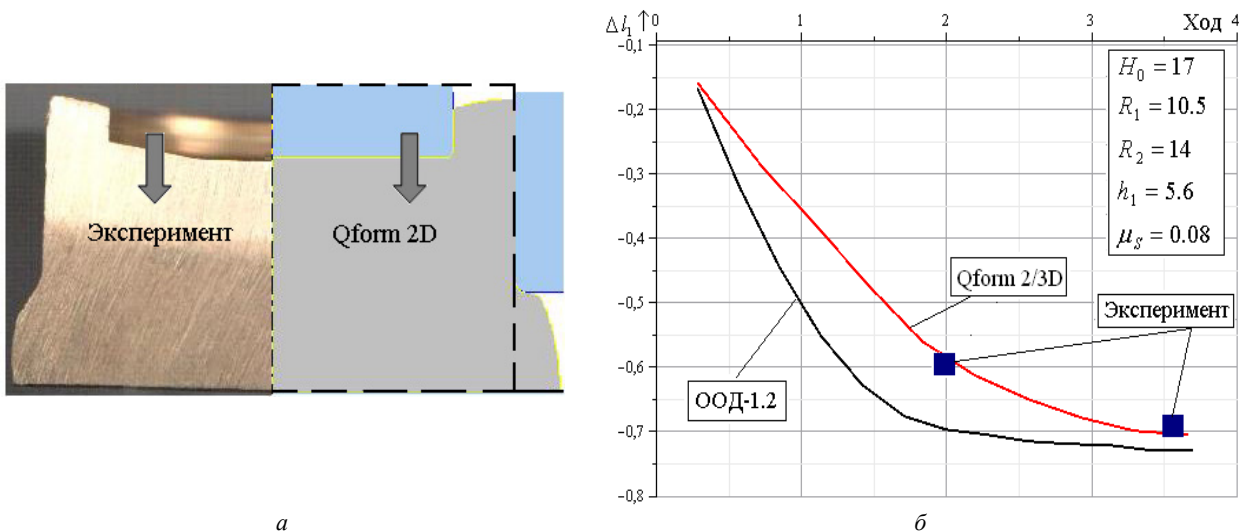 Эксперимент
Qform 2D
а
Δl₁ ↑ 0 1 2 3 Ход 4
-0,1
-0,2
-0,3
-0,4
-0,5
-0,6
-0,7
-0,8
H₀ = 17
R₁ = 10.5
R₂ = 14
h₁ = 5.6
μₛ = 0.08
Qform 2/3D
Эксперимент
ООД-1.2
б